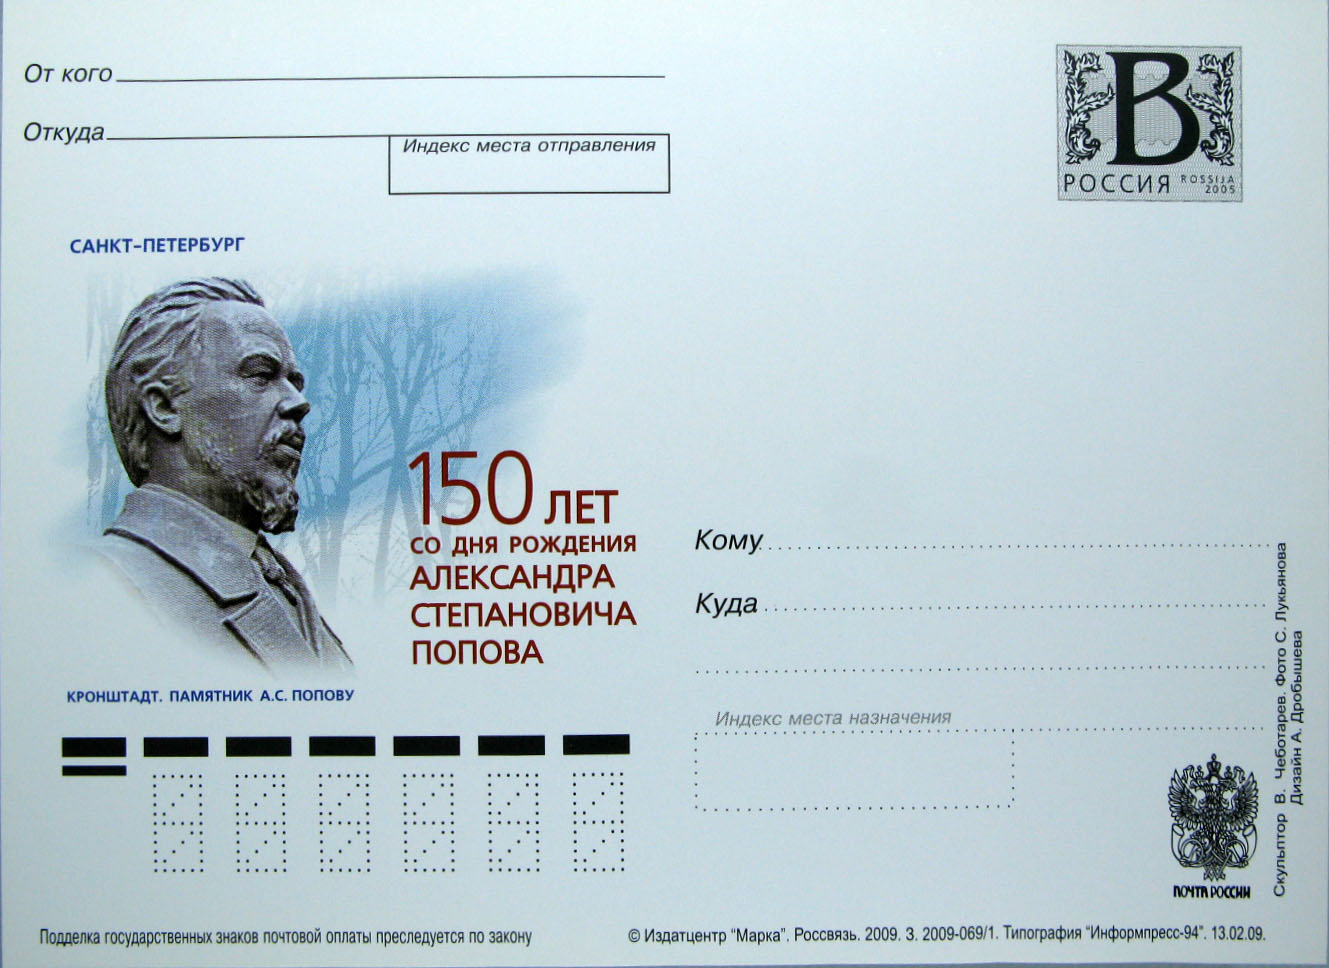 От кого
Откуда
Индекс места отправления
В
РОССИЯ
ROSSIJA
2005
САНКТ-ПЕТЕРБУРГ
150 ЛЕТ
СО ДНЯ РОЖДЕНИЯ
АЛЕКСАНДРА
СТЕПАНОВИЧА
ПОПОВА
КРОНШТАДТ. ПАМЯТНИК А.С. ПОПОВУ
Кому
Куда
Индекс места назначения
ПОЧТА РОССИИ
Скульптор В. Чеботарев. Фото С. Лукьянова
Дизайн А. Дробышева
Подделка государственных знаков почтовой оплаты преследуется по закону
© Издатцентр "Марка". Россвязь. 2009. З. 2009-069/1. Типография "Информпресс-94". 13.02.09.